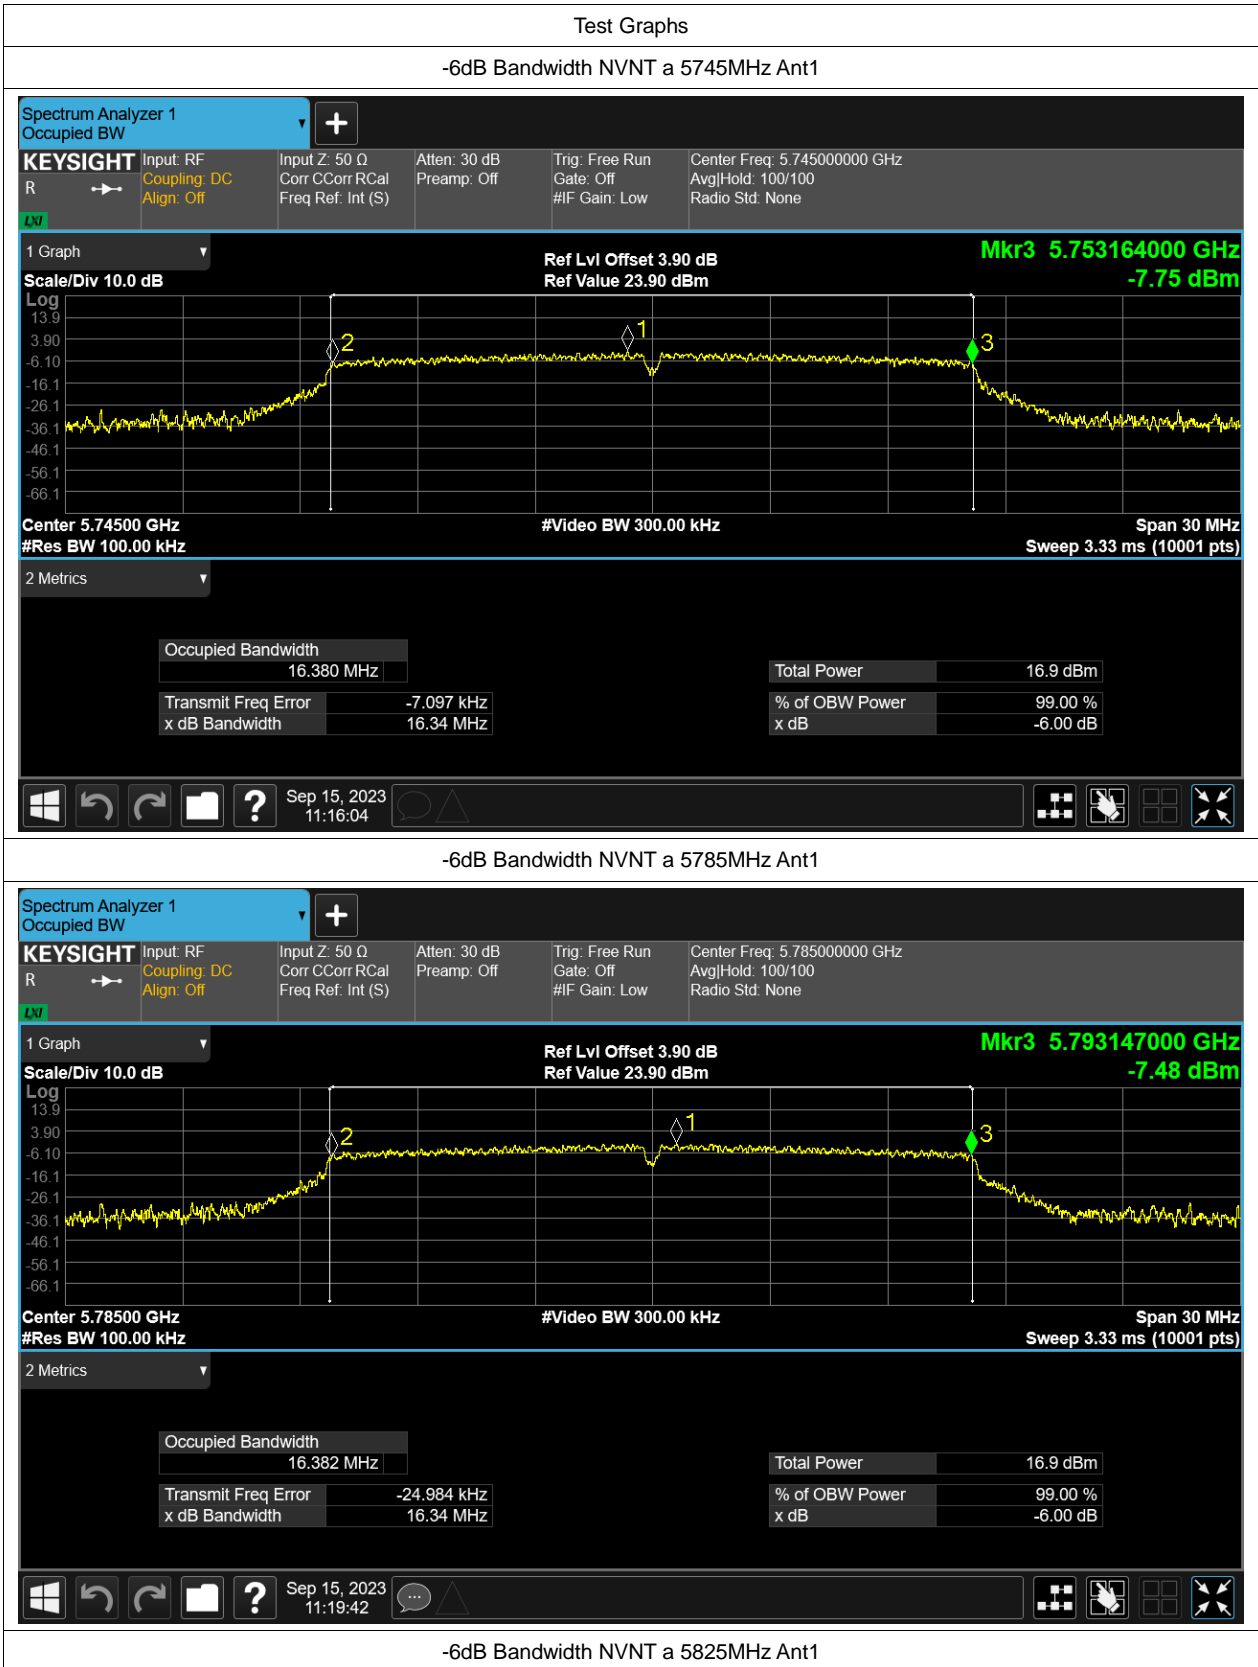 Test Graphs
-6dB Bandwidth NVNT a 5745MHz Ant1
Spectrum Analyzer 1
Occupied BW
KEYSIGHT
R
LXI
Input: RF
Coupling: DC
Align: Off
Input Z: 50 Ω
Corr CCorr RCal
Freq Ref: Int (S)
Atten: 30 dB
Preamp: Off
Trig: Free Run
Gate: Off
#IF Gain: Low
Center Freq: 5.745000000 GHz
Avg|Hold: 100/100
Radio Std: None
1 Graph
Scale/Div 10.0 dB
Ref Lvl Offset 3.90 dB
Ref Value 23.90 dBm
Mkr3 5.753164000 GHz
-7.75 dBm
Log
13.9
3.90
-6.10
-16.1
-26.1
-36.1
-46.1
-56.1
-66.1
2
1
3
Center 5.74500 GHz
#Res BW 100.00 kHz
#Video BW 300.00 kHz
Span 30 MHz
Sweep 3.33 ms (10001 pts)
2 Metrics
Occupied Bandwidth
16.380 MHz
Transmit Freq Error -7.097 kHz
x dB Bandwidth 16.34 MHz
Total Power 16.9 dBm
% of OBW Power 99.00 %
x dB -6.00 dB
?
Sep 15, 2023
11:16:04
-6dB Bandwidth NVNT a 5785MHz Ant1
Spectrum Analyzer 1
Occupied BW
KEYSIGHT
R
LXI
Input: RF
Coupling: DC
Align: Off
Input Z: 50 Ω
Corr CCorr RCal
Freq Ref: Int (S)
Atten: 30 dB
Preamp: Off
Trig: Free Run
Gate: Off
#IF Gain: Low
Center Freq: 5.785000000 GHz
Avg|Hold: 100/100
Radio Std: None
1 Graph
Scale/Div 10.0 dB
Ref Lvl Offset 3.90 dB
Ref Value 23.90 dBm
Mkr3 5.793147000 GHz
-7.48 dBm
Log
13.9
3.90
-6.10
-16.1
-26.1
-36.1
-46.1
-56.1
-66.1
2
1
3
Center 5.78500 GHz
#Res BW 100.00 kHz
#Video BW 300.00 kHz
Span 30 MHz
Sweep 3.33 ms (10001 pts)
2 Metrics
Occupied Bandwidth
16.382 MHz
Transmit Freq Error -24.984 kHz
x dB Bandwidth 16.34 MHz
Total Power 16.9 dBm
% of OBW Power 99.00 %
x dB -6.00 dB
?
Sep 15, 2023
11:19:42
-6dB Bandwidth NVNT a 5825MHz Ant1